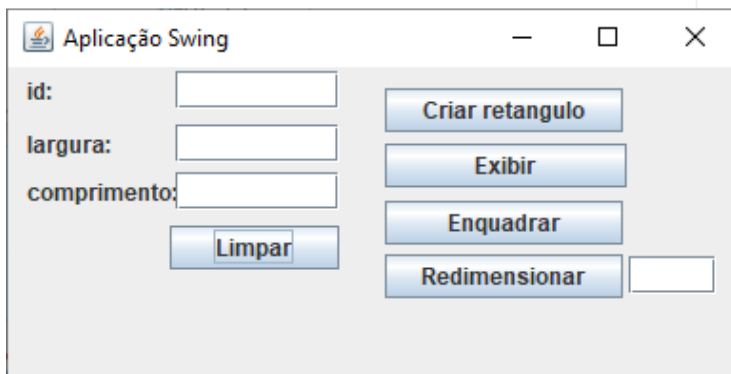 Aplicação Swing
id:
largura:
comprimento:
Limpar
Criar retangulo
Exibir
Enquadrar
Redimensionar